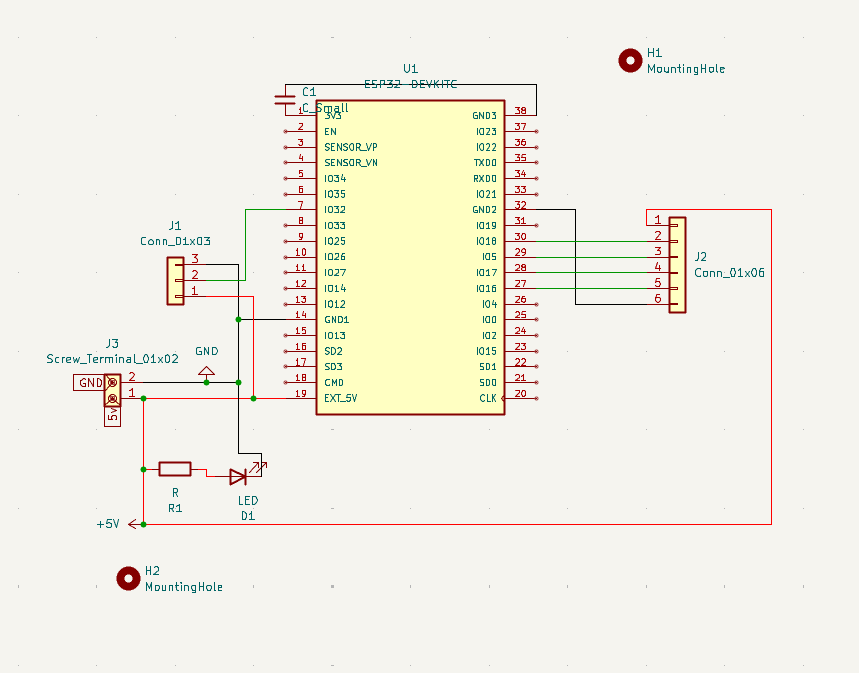 H1
MountingHole
U1
ESP32-DEVKITC
C1
C_Small
1 3V3 GND3 38
2 EN IO23 37
3 SENSOR_VP IO22 36
4 SENSOR_VN TXD0 35
5 IO34 RXD0 34
6 IO35 IO21 33
7 IO32 GND2 32
8 IO33 IO19 31
9 IO25 IO18 30
10 IO26 IO5 29
11 IO27 IO17 28
12 IO14 IO16 27
13 IO12 IO4 26
14 GND1 IO0 25
15 IO13 IO2 24
16 SD2 IO15 23
17 SD3 SD1 22
18 CMD SD0 21
19 EXT_5V CLK 20
J1
Conn_01x03
3
2
1
1
2
3
4
5
6
J2
Conn_01x06
J3
Screw_Terminal_01x02
GND
GND
2
1
5v
R
R1
LED
D1
+5V
H2
MountingHole